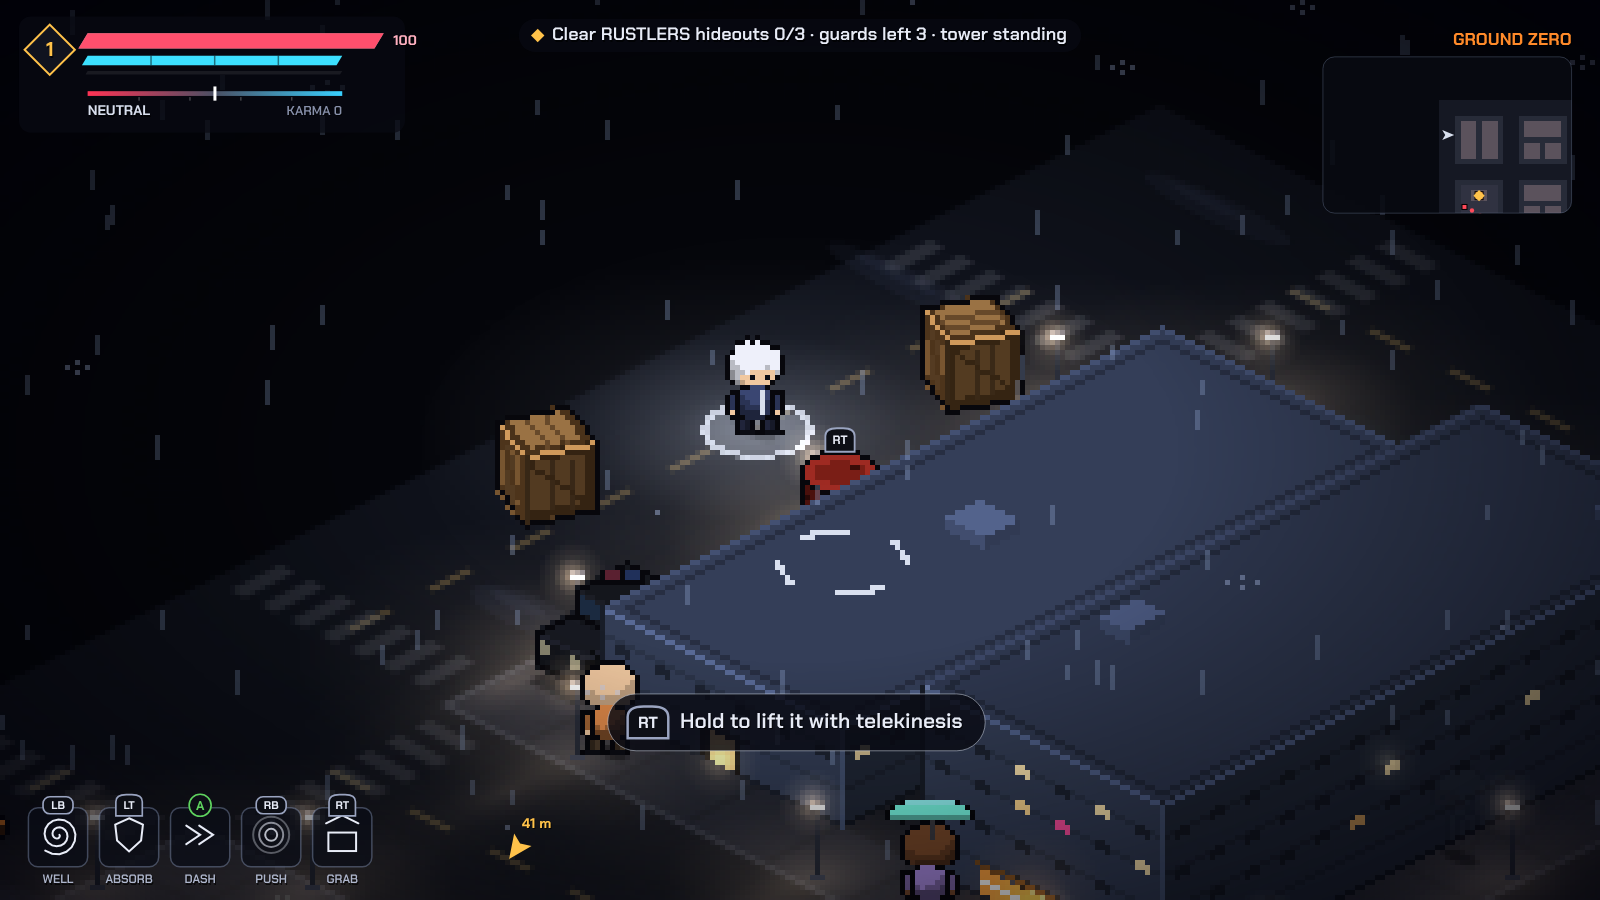 1
100
NEUTRAL
KARMA 0
Clear RUSTLERS hideouts 0/3 · guards left 3 · tower standing
GROUND ZERO
RT
RT Hold to lift it with telekinesis
41 m
LB
LT
A
RB
RT
WELL
ABSORB
DASH
PUSH
GRAB